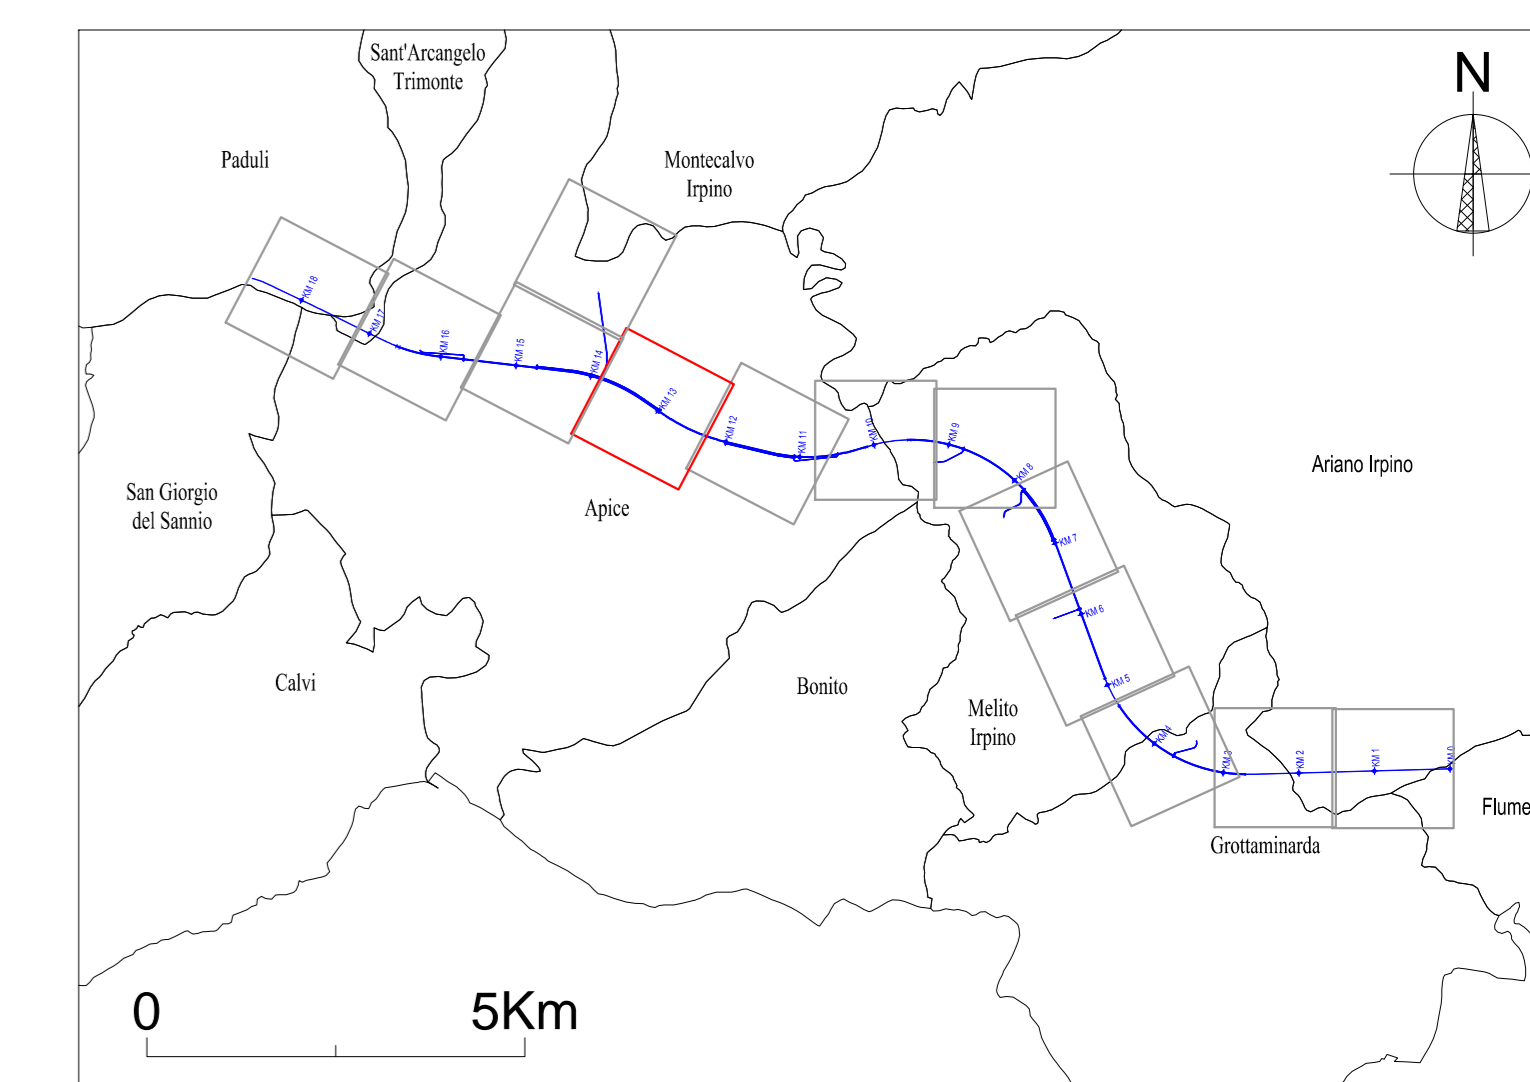 Sant'Arcangelo
Trimonte
N
Paduli
Montecalvo
Irpino
KM 18
KM 17
KM 16
KM 15
KM 14
KM 13
KM 12
KM 11
KM 10
KM 9
KM 8
KM 7
KM 6
KM 5
KM 4
KM 3
KM 2
KM 1
KM 0
Ariano Irpino
San Giorgio
del Sannio
Apice
Calvi
Bonito
Melito
Irpino
Flume
Grottaminarda
0
5Km